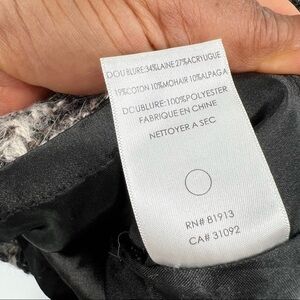 DOUBLURE:34%LAINE 27%ACRYLIGUE
19%COTON 10%MOHAIR 10%ALPAGA
DOUBLURE:100%POLYESTER
FABRIQUE EN CHINE
NETTOYER A SEC
RN# 81913
CA# 31092